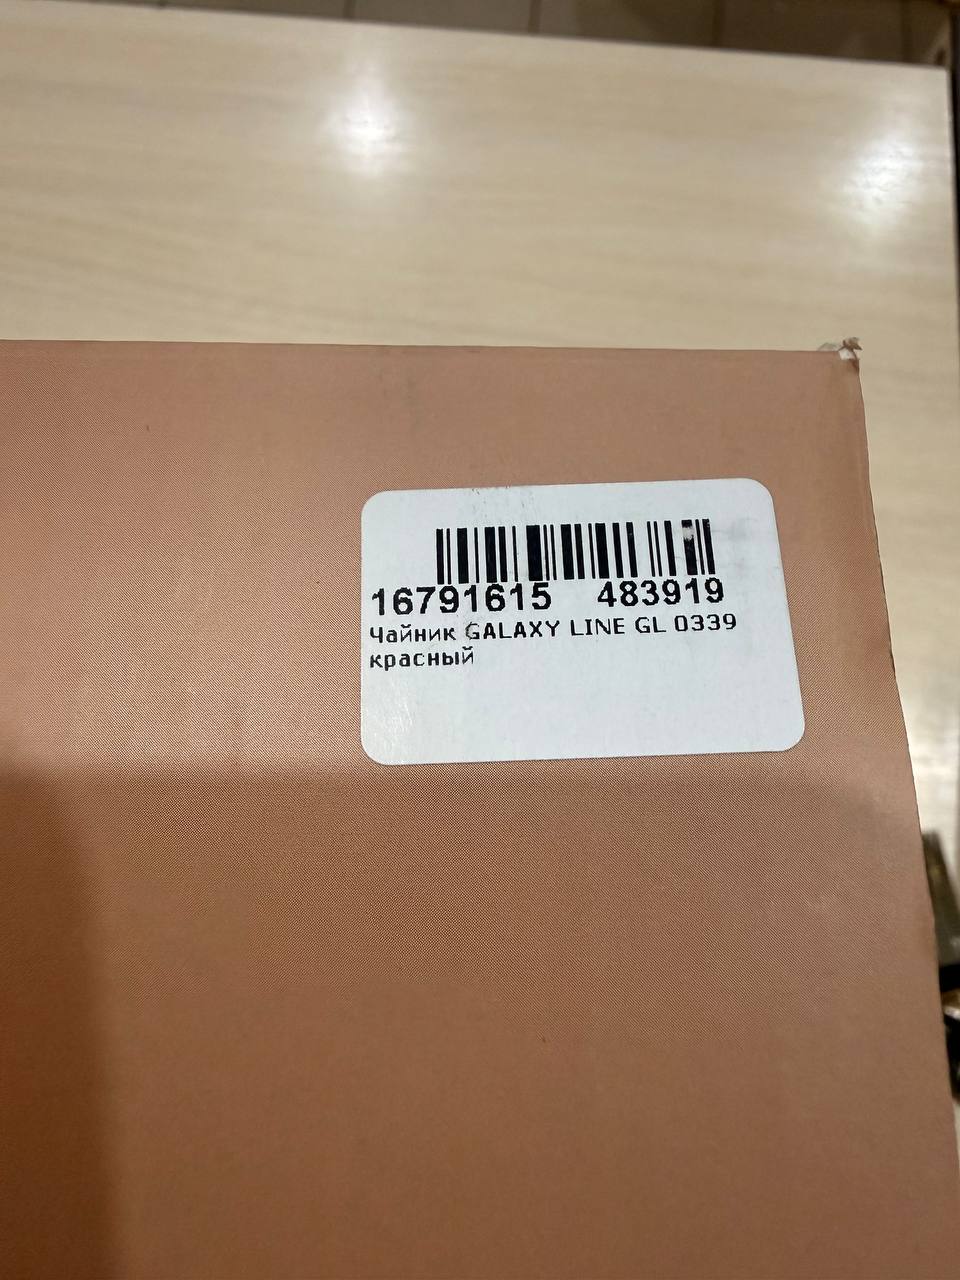 16791615 483919
Чайник GALAXY LINE GL 0339
красный